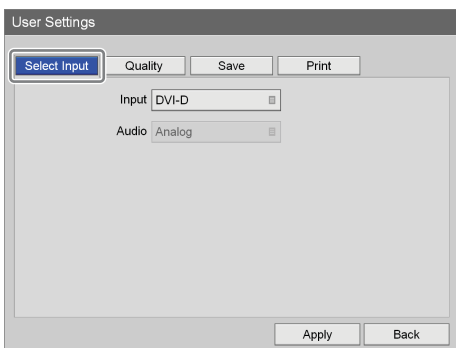 User Settings
Select Input Quality Save Print
Input DVI-D
Audio Analog
Apply Back